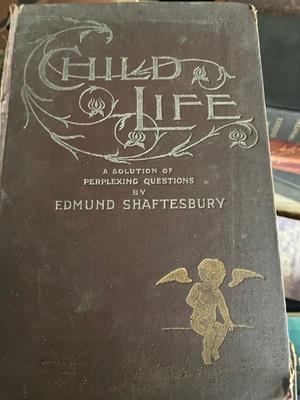 CHILD
LIFE
A SOLUTION OF
PERPLEXING QUESTIONS
BY
EDMUND SHAFTESBURY